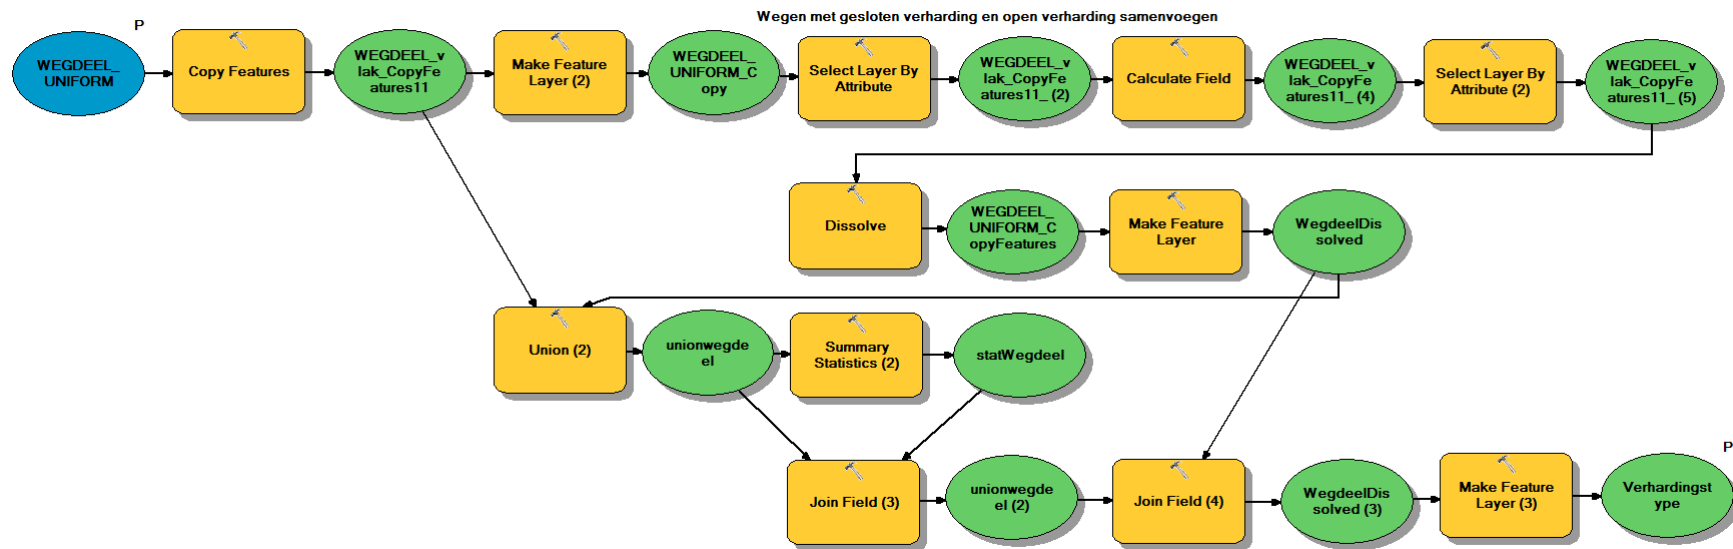 Wegen met gesloten verharding en open verharding samenvoegen
P
WEGDEEL_
UNIFORM
Copy Features
WEGDEEL_v
lak_CopyFe
atures11
Make Feature
Layer (2)
WEGDEEL_
UNIFORM_C
opy
Select Layer By
Attribute
WEGDEEL_v
lak_CopyFe
atures11_ (2)
Calculate Field
WEGDEEL_v
lak_CopyFe
atures11_ (4)
Select Layer By
Attribute (2)
WEGDEEL_v
lak_CopyFe
atures11_ (5)
Dissolve
WEGDEEL_
UNIFORM_C
opyFeatures
Make Feature
Layer
WegdeelDis
solved
Union (2)
unionwegde
el
Summary
Statistics (2)
statWegdeel
Join Field (3)
unionwegde
el (2)
Join Field (4)
WegdeelDis
solved (3)
Make Feature
Layer (3)
P
Verhardingst
ype